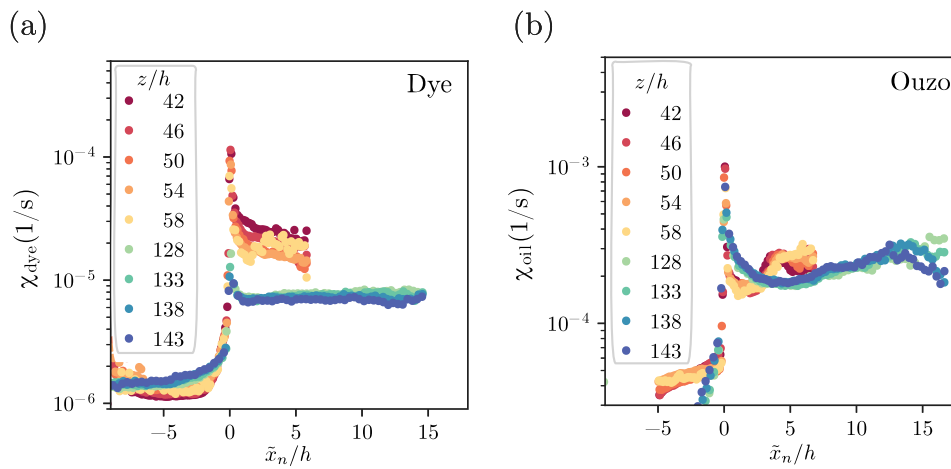 (a)
Dye
z/h
42
46
50
54
58
128
133
138
143
χ_dye(1/s)
10⁻⁴
10⁻⁵
10⁻⁶
−5 0 5 10 15
x̃_n/h
(b)
Ouzo
z/h
42
46
50
54
58
128
133
138
143
χ_oil(1/s)
10⁻³
10⁻⁴
−5 0 5 10 15
x̃_n/h